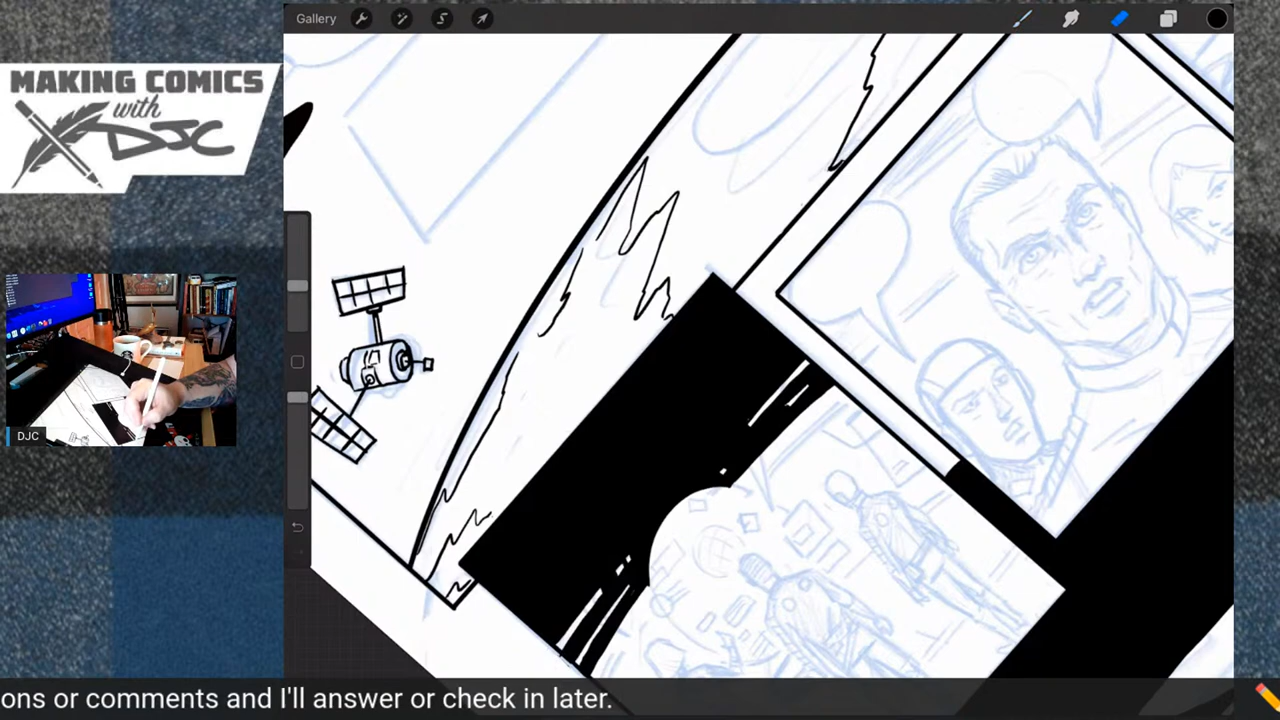 Gallery
MAKING COMICS
with
DJC
DJC
ons or comments and I'll answer or check in later.